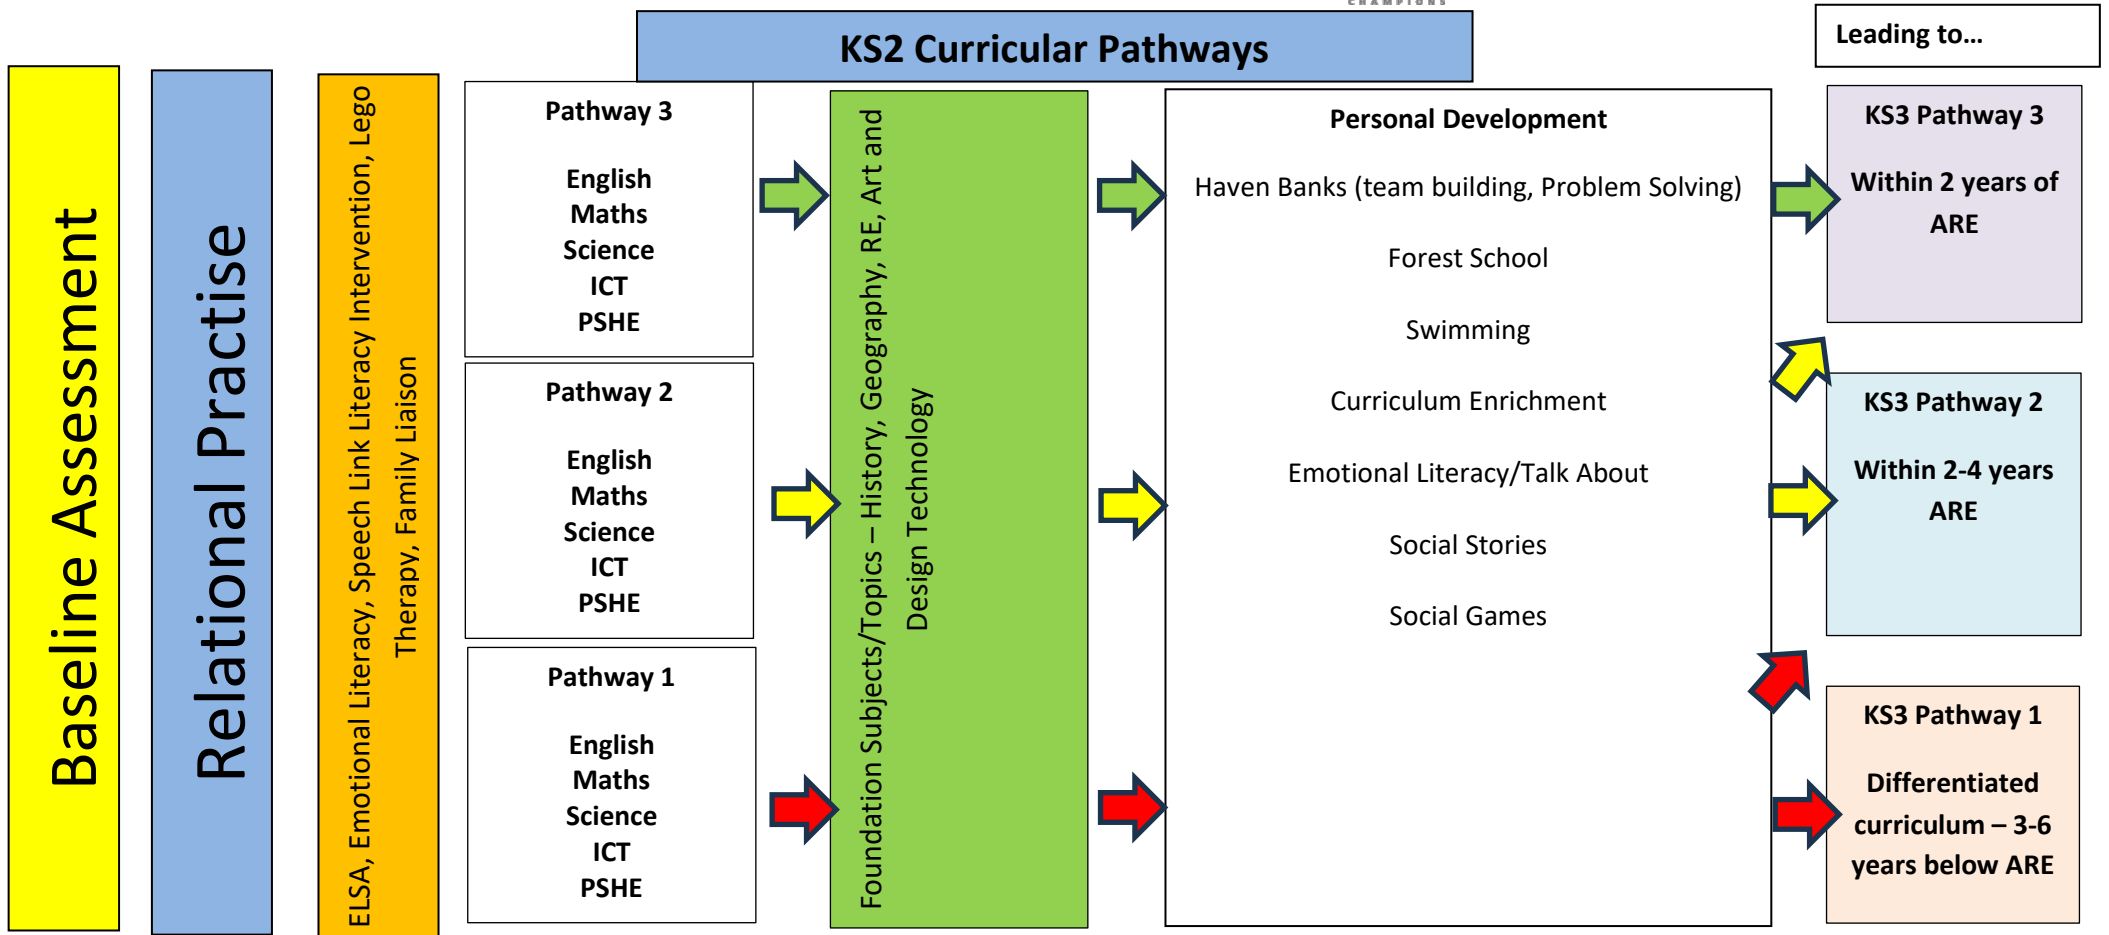 CHAMPIONS
KS2 Curricular Pathways
Leading to...
Baseline Assessment
Relational Practise
ELSA, Emotional Literacy, Speech Link Literacy Intervention, Lego
Therapy, Family Liaison
Pathway 3
English
Maths
Science
ICT
PSHE
Pathway 2
English
Maths
Science
ICT
PSHE
Pathway 1
English
Maths
Science
ICT
PSHE
Foundation Subjects/Topics – History, Geography, RE, Art and
Design Technology
Personal Development
Haven Banks (team building, Problem Solving)
Forest School
Swimming
Curriculum Enrichment
Emotional Literacy/Talk About
Social Stories
Social Games
KS3 Pathway 3
Within 2 years of
ARE
KS3 Pathway 2
Within 2-4 years
ARE
KS3 Pathway 1
Differentiated
curriculum – 3-6
years below ARE